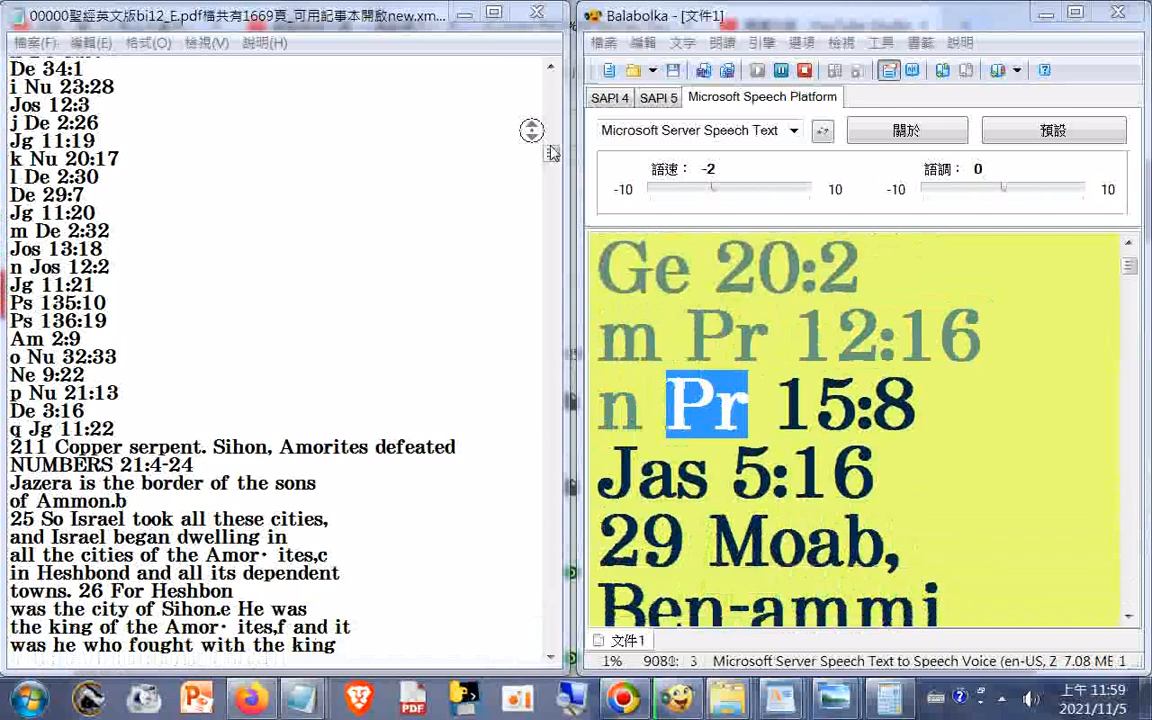 00000聖經英文版bi12_E.pdf檔共有1669頁_可用記事本開啟new.xm...
檔案(F) 編輯(E) 格式(O) 檢視(V) 說明(H)
De 34:1
i Nu 23:28
Jos 12:3
j De 2:26
Jg 11:19
k Nu 20:17
l De 2:30
De 29:7
Jg 11:20
m De 2:32
Jos 13:18
n Jos 12:2
Jg 11:21
Ps 135:10
Ps 136:19
Am 2:9
o Nu 32:33
Ne 9:22
p Nu 21:13
De 3:16
q Jg 11:22
211 Copper serpent. Sihon, Amorites defeated
NUMBERS 21:4-24
Jazera is the border of the sons
of Ammon.b
25 So Israel took all these cities,
and Israel began dwelling in
all the cities of the Amor· ites,c
in Heshbond and all its dependent
towns. 26 For Heshbon
was the city of Sihon.e He was
the king of the Amor· ites,f and it
was he who fought with the king
Balabolka - [文件1]
檔案 編輯 文字 朗讀 引擎 選項 檢視 工具 書籤 說明
SAPI 4 SAPI 5 Microsoft Speech Platform
Microsoft Server Speech Text 關於 預設
語速： -2 語調： 0
-10 10 -10 10
Ge 20:2
m Pr 12:16
n Pr 15:8
Jas 5:16
29 Moab,
Ben-ammi
文件1
1% 9081: 3 Microsoft Server Speech Text to Speech Voice (en-US, Z 7.08 ME 1
上午 11:59
2021/11/5